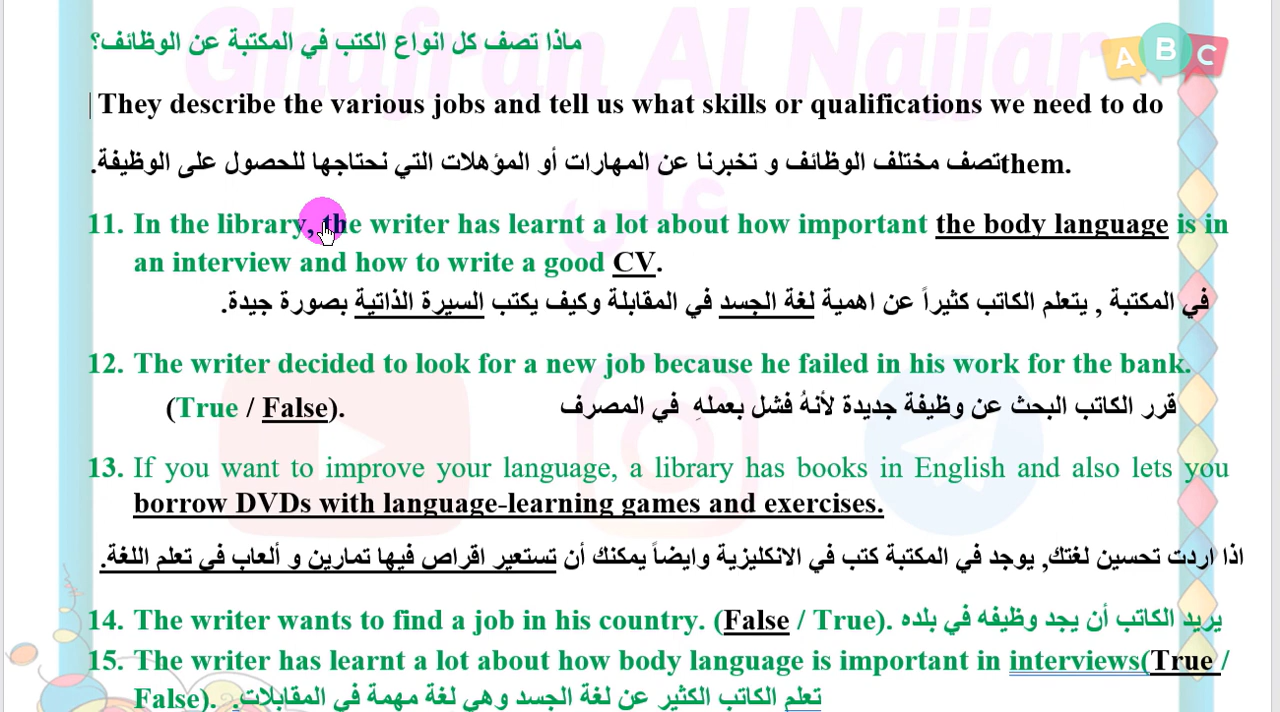 Ghufran Al Najjar
A B C
ماذا تصف كل انواع الكتب في المكتبة عن الوظائف؟
They describe the various jobs and tell us what skills or qualifications we need to do
them.تصف مختلف الوظائف و تخبرنا عن المهارات أو المؤهلات التي نحتاجها للحصول على الوظيفة.
11. In the library, the writer has learnt a lot about how important the body language is in
an interview and how to write a good CV.
في المكتبة , يتعلم الكاتب كثيراً عن اهمية لغة الجسد في المقابلة وكيف يكتب السيرة الذاتية بصورة جيدة.
12. The writer decided to look for a new job because he failed in his work for the bank.
(True / False). قرر الكاتب البحث عن وظيفة جديدة لأنهُ فشل بعملهِ في المصرف
13. If you want to improve your language, a library has books in English and also lets you
borrow DVDs with language-learning games and exercises.
اذا اردت تحسين لغتك, يوجد في المكتبة كتب في الانكليزية وايضاً يمكنك أن تستعير اقراص فيها تمارين و ألعاب في تعلم اللغة.
14. The writer wants to find a job in his country. (False / True). يريد الكاتب أن يجد وظيفه في بلده
15. The writer has learnt a lot about how body language is important in interviews(True /
False). تعلم الكاتب الكثير عن لغة الجسد وهي لغة مهمة في المقابلات.